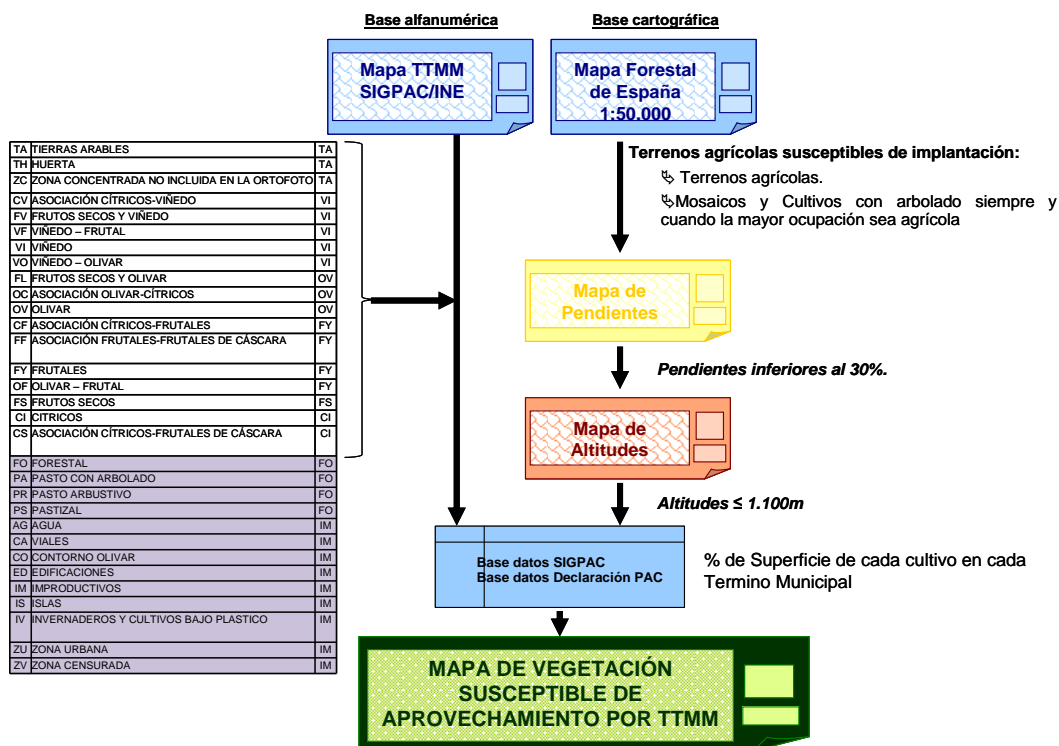 Base alfanumérica
Base cartográfica
Mapa TTMM
SIGPAC/INE
Mapa Forestal
de España
1:50.000
TA TIERRAS ARABLES TA
TH HUERTA TA
ZC ZONA CONCENTRADA NO INCLUIDA EN LA ORTOFOTO TA
CV ASOCIACIÓN CÍTRICOS-VIÑEDO VI
FV FRUTOS SECOS Y VIÑEDO VI
VF VIÑEDO – FRUTAL VI
VI VIÑEDO VI
VO VIÑEDO – OLIVAR VI
FL FRUTOS SECOS Y OLIVAR OV
OC ASOCIACIÓN OLIVAR-CÍTRICOS OV
OV OLIVAR OV
CF ASOCIACIÓN CÍTRICOS-FRUTALES FY
FF ASOCIACIÓN FRUTALES-FRUTALES DE CÁSCARA FY
FY FRUTALES FY
OF OLIVAR – FRUTAL FY
FS FRUTOS SECOS FS
CI CITRICOS CI
CS ASOCIACIÓN CÍTRICOS-FRUTALES DE CÁSCARA CI
FO FORESTAL FO
PA PASTO CON ARBOLADO FO
PR PASTO ARBUSTIVO FO
PS PASTIZAL FO
AG AGUA IM
CA VIALES IM
CO CONTORNO OLIVAR IM
ED EDIFICACIONES IM
IM IMPRODUCTIVOS IM
IS ISLAS IM
IV INVERNADEROS Y CULTIVOS BAJO PLASTICO IM
ZU ZONA URBANA IM
ZV ZONA CENSURADA IM
Terrenos agrícolas susceptibles de implantación:
Terrenos agrícolas.
Mosaicos y Cultivos con arbolado siempre y
cuando la mayor ocupación sea agrícola
Mapa de
Pendientes
Pendientes inferiores al 30%.
Mapa de
Altitudes
Altitudes ≤ 1.100m
Base datos SIGPAC
Base datos Declaración PAC
% de Superficie de cada cultivo en cada
Termino Municipal
MAPA DE VEGETACIÓN
SUSCEPTIBLE DE
APROVECHAMIENTO POR TTMM